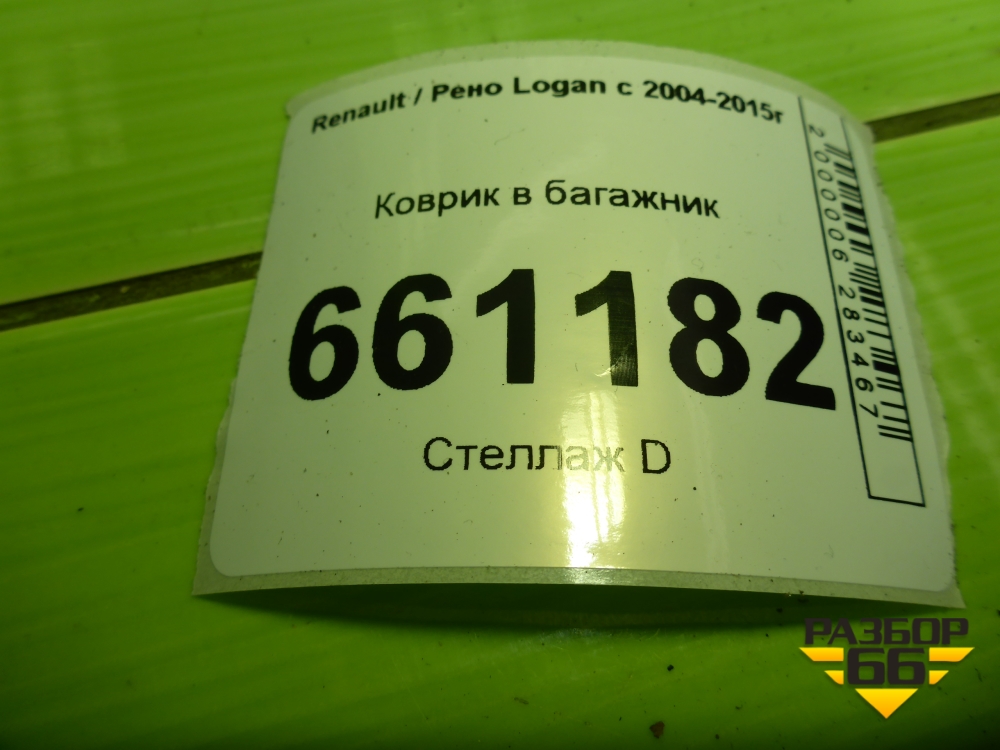 Renault / Рено Logan с 2004-2015г
Коврик в багажник
661182
Стеллаж D
2000006283467
РАЗБОР
66